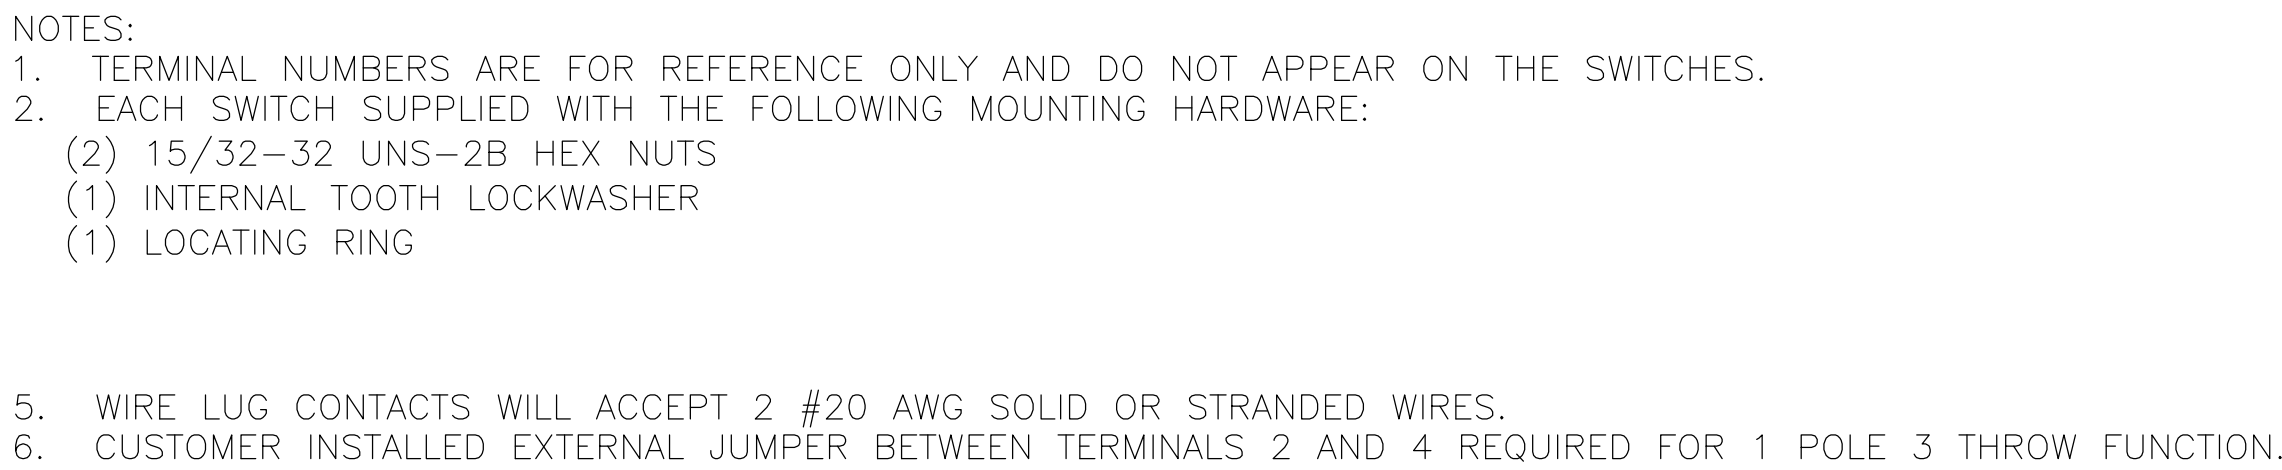 NOTES:
1. TERMINAL NUMBERS ARE FOR REFERENCE ONLY AND DO NOT APPEAR ON THE SWITCHES.
2. EACH SWITCH SUPPLIED WITH THE FOLLOWING MOUNTING HARDWARE:
(2) 15/32-32 UNS-2B HEX NUTS
(1) INTERNAL TOOTH LOCKWASHER
(1) LOCATING RING
5. WIRE LUG CONTACTS WILL ACCEPT 2 #20 AWG SOLID OR STRANDED WIRES.
6. CUSTOMER INSTALLED EXTERNAL JUMPER BETWEEN TERMINALS 2 AND 4 REQUIRED FOR 1 POLE 3 THROW FUNCTION.